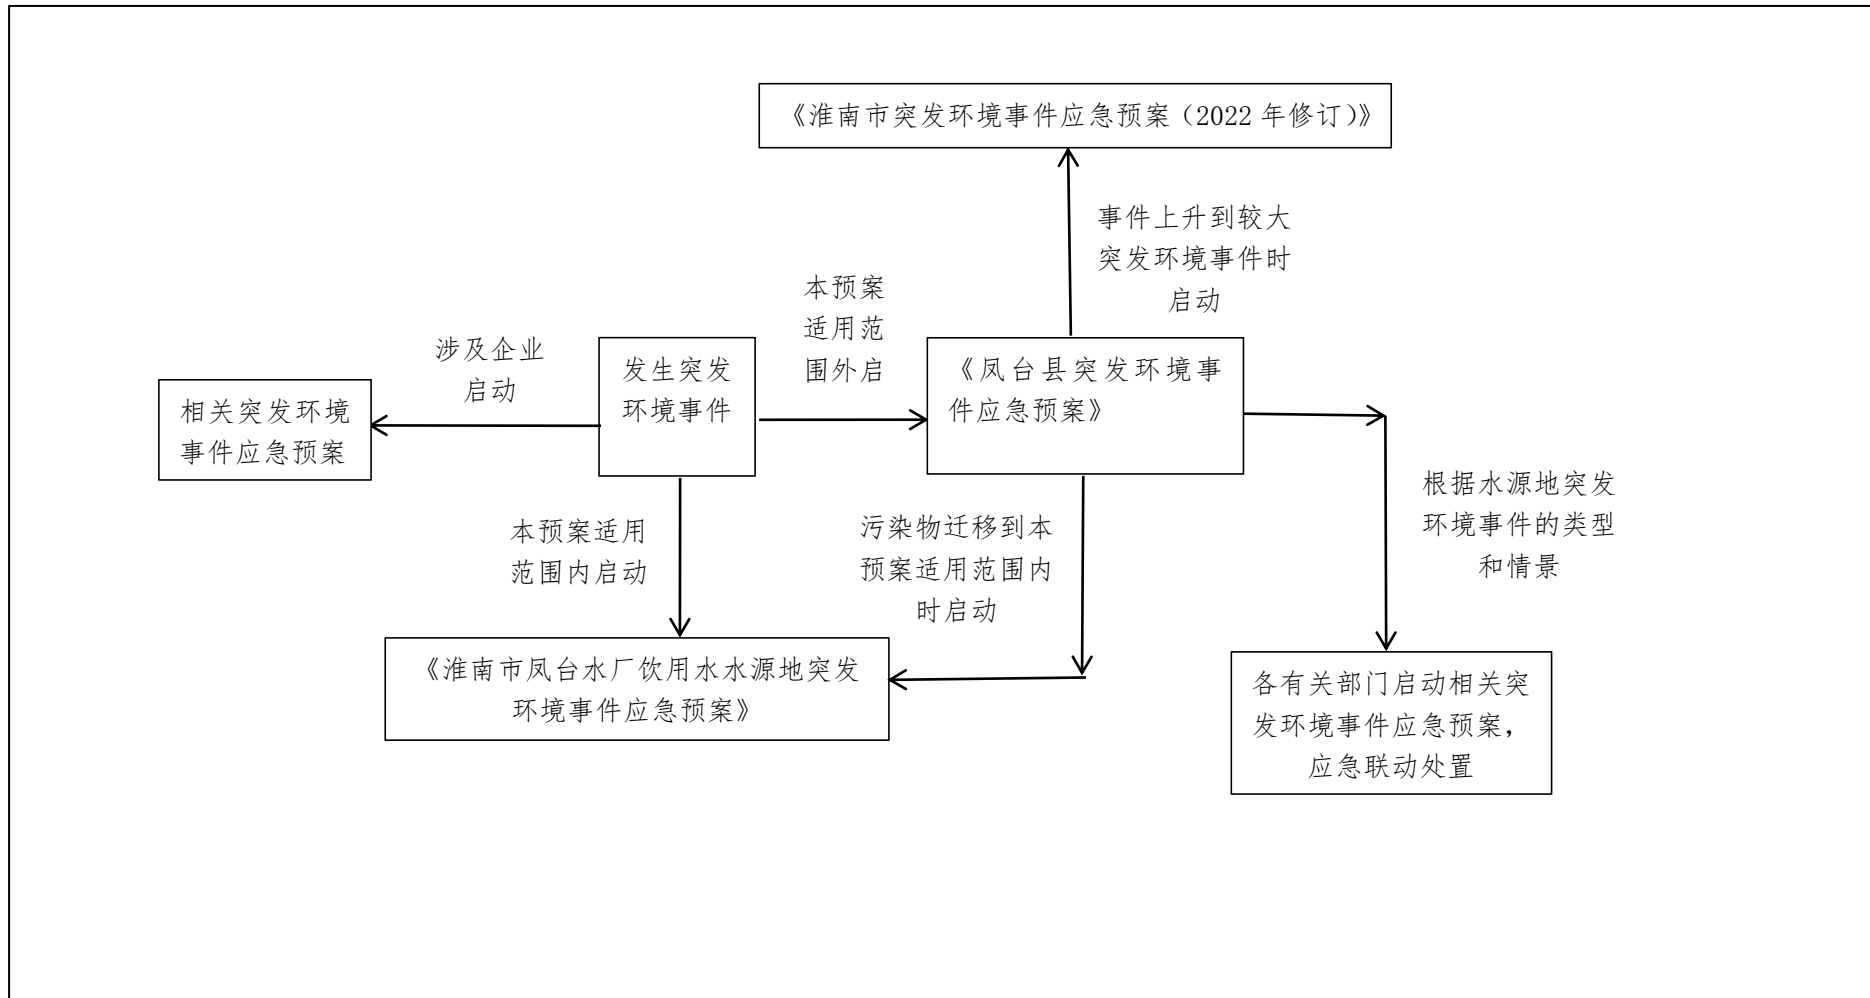 《淮南市突发环境事件应急预案（2022年修订）》
事件上升到较大
突发环境事件时
启动
本预案
适用范
围外启
涉及企业
启动
相关突发环境
事件应急预案
发生突发
环境事件
《凤台县突发环境事
件应急预案》
本预案适用
范围内启动
污染物迁移到本
预案适用范围内
时启动
根据水源地突发
环境事件的类型
和情景
《淮南市凤台水厂饮用水水源地突发
环境事件应急预案》
各有关部门启动相关突
发环境事件应急预案，
应急联动处置